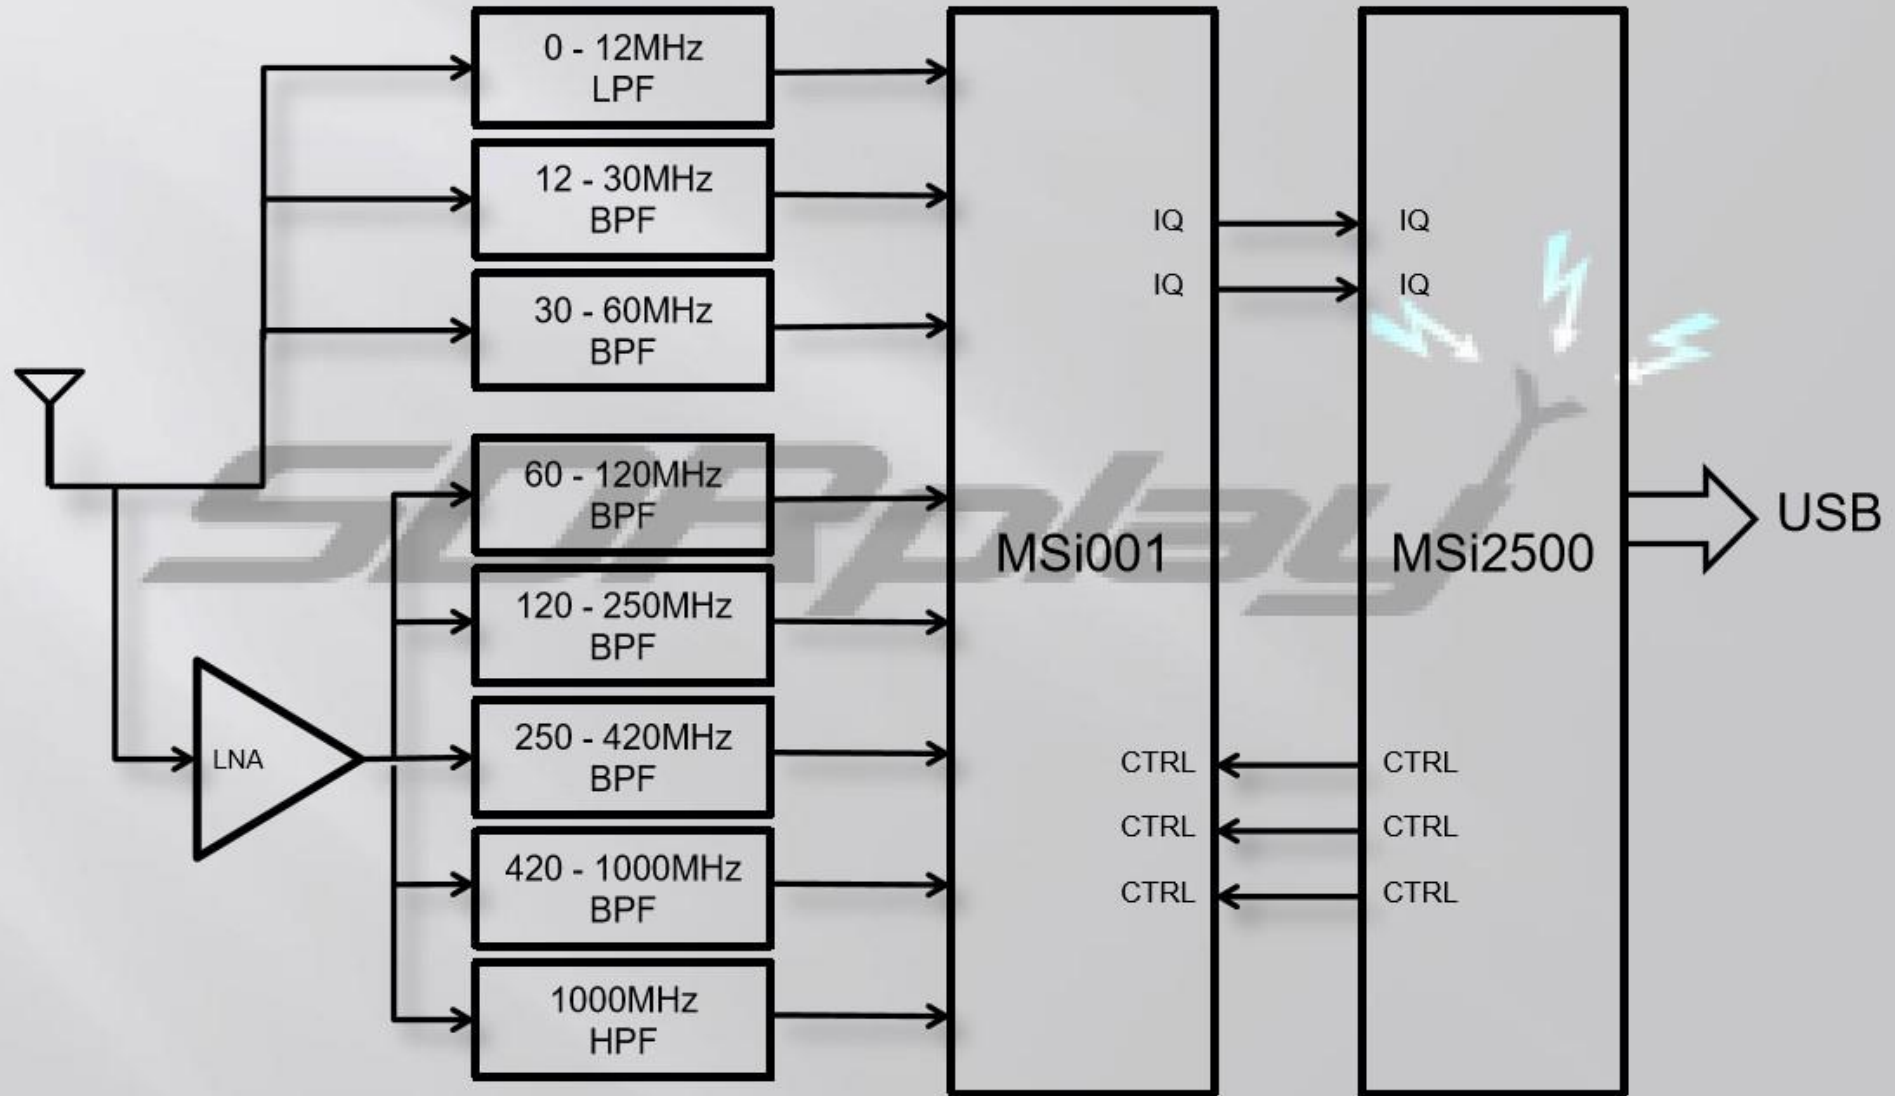 0 - 12MHz
LPF
12 - 30MHz
BPF
30 - 60MHz
BPF
60 - 120MHz
BPF
120 - 250MHz
BPF
250 - 420MHz
BPF
420 - 1000MHz
BPF
1000MHz
HPF
LNA
SDRplay
MSi001
IQ
IQ
CTRL
CTRL
CTRL
MSi2500
IQ
IQ
CTRL
CTRL
CTRL
USB